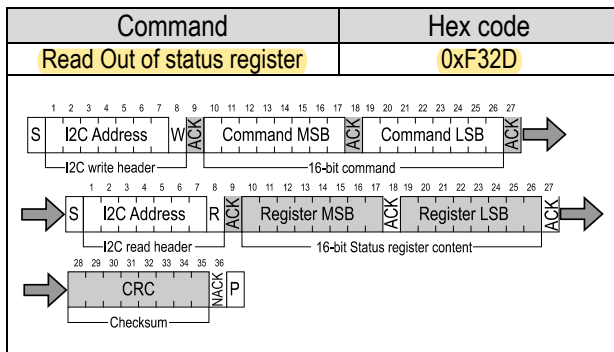 Command Hex code
Read Out of status register 0xF32D
1 2 3 4 5 6 7 8 9 10 11 12 13 14 15 16 17 18 19 20 21 22 23 24 25 26 27
S I2C Address W ACK Command MSB ACK Command LSB ACK
I2C write header 16-bit command
1 2 3 4 5 6 7 8 9 10 11 12 13 14 15 16 17 18 19 20 21 22 23 24 25 26 27
S I2C Address R ACK Register MSB ACK Register LSB ACK
I2C read header 16-bit Status register content
28 29 30 31 32 33 34 35 36
CRC NACK P
Checksum